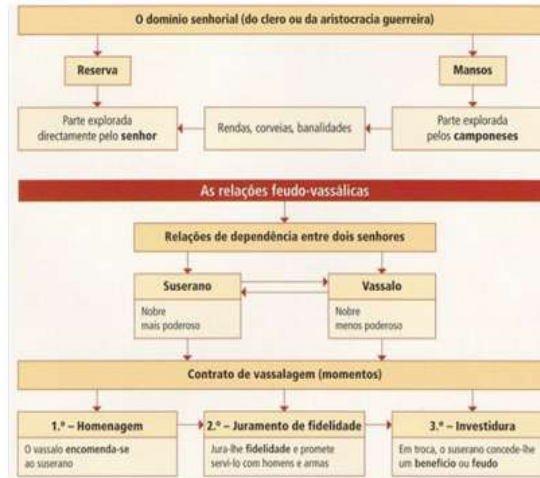 O domínio senhorial (do clero ou da aristocracia guerreira)
Reserva
Mansos
Parte explorada
directamente pelo senhor
Rendas, corveias, banalidades
Parte explorada
pelos camponeses
As relações feudo-vassálicas
Relações de dependência entre dois senhores
Suserano
Nobre
mais poderoso
Vassalo
Nobre
menos poderoso
Contrato de vassalagem (momentos)
1.º – Homenagem
O vassalo encomenda-se
ao suserano
2.º – Juramento de fidelidade
Jura-lhe fidelidade e promete
servi-lo com homens e armas
3.º – Investidura
Em troca, o suserano concede-lhe
um benefício ou feudo